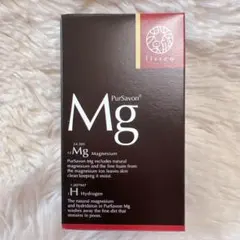 PurSavon®
Mg
Mg Magnesium
PurSavon Mg excludes natural
magnesium and the fine foam from
the magnesium ion leaves skin
clean keeping it moist.
H Hydrogen
The natural magnesium
and hydridation in PurSavon Mg
washes away the fine dirt that
remains in pores.